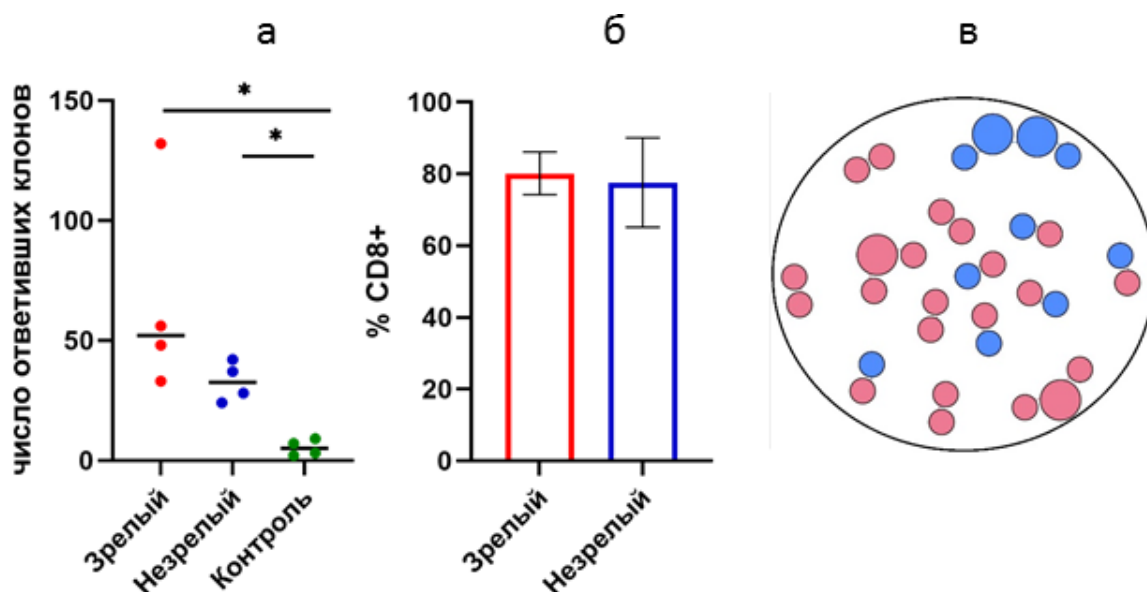 а
б
в
число ответивших клонов
150
100
50
0
*
*
Зрелый
Незрелый
Контроль
% CD8+
100
80
60
40
20
0
Зрелый
Незрелый